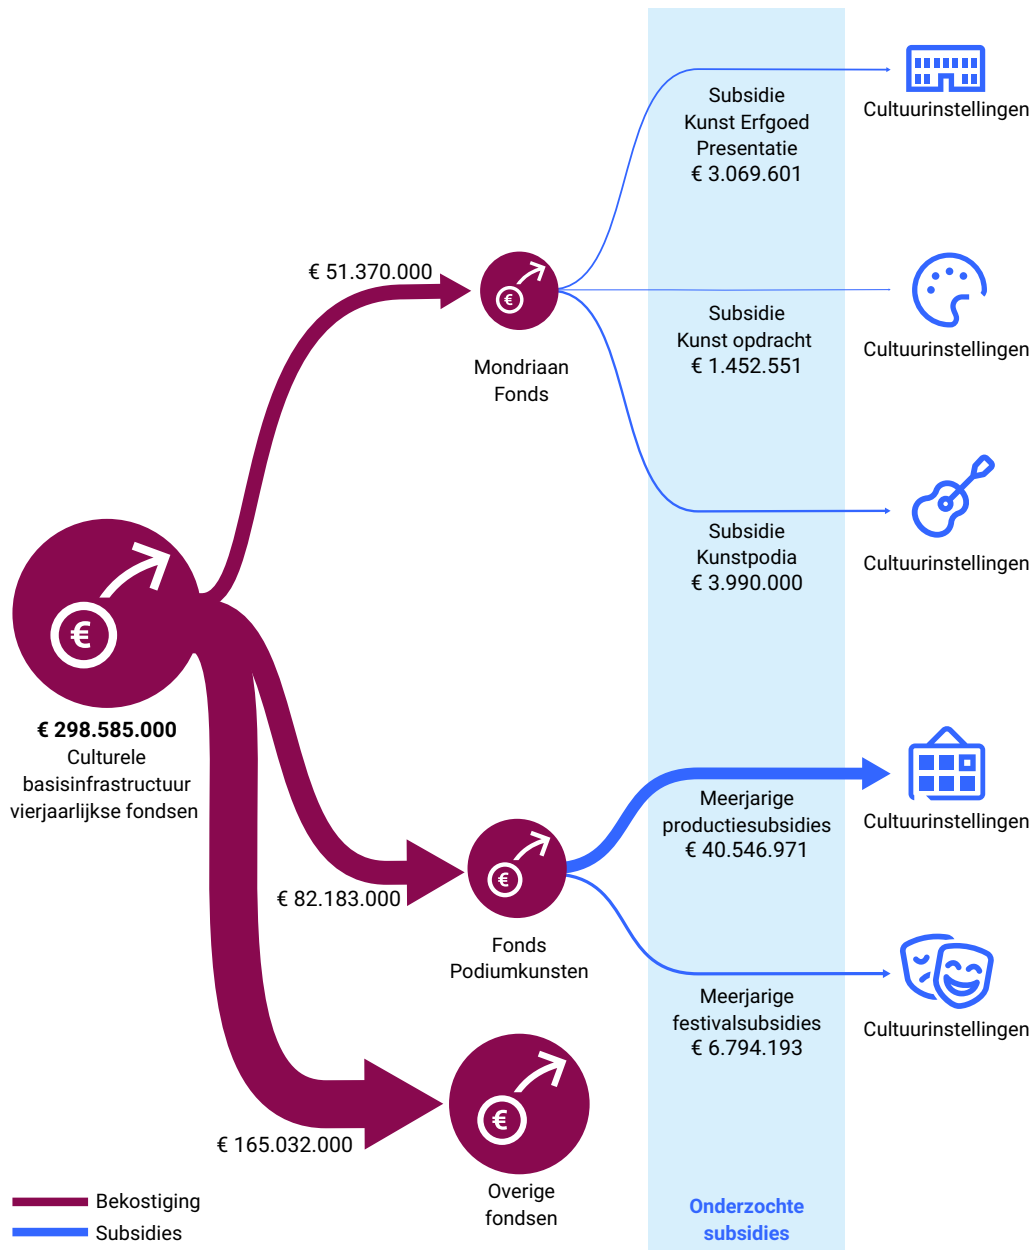 € 298.585.000
Culturele
basisinfrastructuur
vierjaarlijkse fondsen
€ 51.370.000
Mondriaan
Fonds
€ 82.183.000
Fonds
Podiumkunsten
€ 165.032.000
Overige
fondsen
Subsidie
Kunst Erfgoed
Presentatie
€ 3.069.601
Cultuurinstellingen
Subsidie
Kunst opdracht
€ 1.452.551
Cultuurinstellingen
Subsidie
Kunstpodia
€ 3.990.000
Cultuurinstellingen
Meerjarige
productiesubsidies
€ 40.546.971
Cultuurinstellingen
Meerjarige
festivalsubsidies
€ 6.794.193
Cultuurinstellingen
Onderzochte
subsidies
Bekostiging
Subsidies